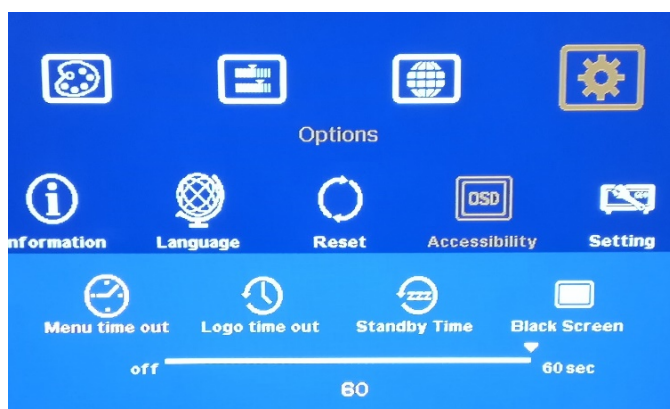 Options
nformation Language Reset OSD Accessibility Setting
Menu time out Logo time out zzz Standby Time Black Screen
off 60 sec
60